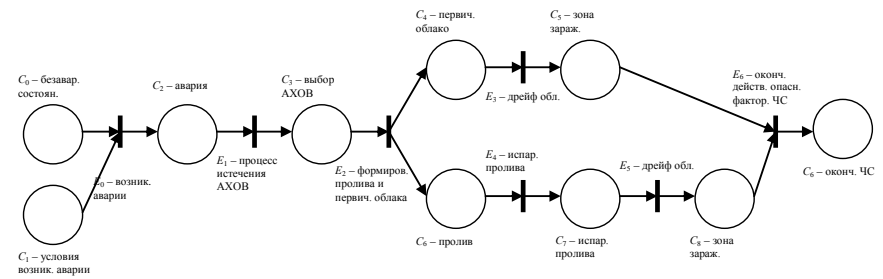 C₄ – первич.
облако
C₅ – зона
зараж.
C₀ – безавар.
состоян.
C₂ – авария
C₃ – выбор
АХОВ
E₃ – дрейф обл.
E₆ – оконч.
действ. опасн.
фактор. ЧС
E₀ – возник.
аварии
E₁ – процесс
истечения
АХОВ
E₂ – формиров.
пролива и
первич. облака
E₄ – испар.
пролива
E₅ – дрейф обл.
C₆ – оконч. ЧС
C₁ – условия
возник. аварии
C₆ – пролив
C₇ – испар.
пролива
C₈ – зона
зараж.